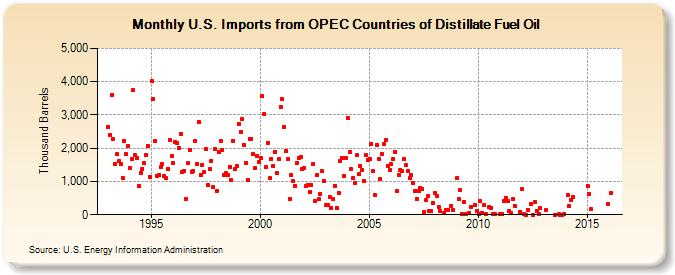 Monthly U.S. Imports from OPEC Countries of Distillate Fuel Oil
Thousand Barrels
5,000
4,000
3,000
2,000
1,000
0
1995 2000 2005 2010 2015
Source: U.S. Energy Information Administration